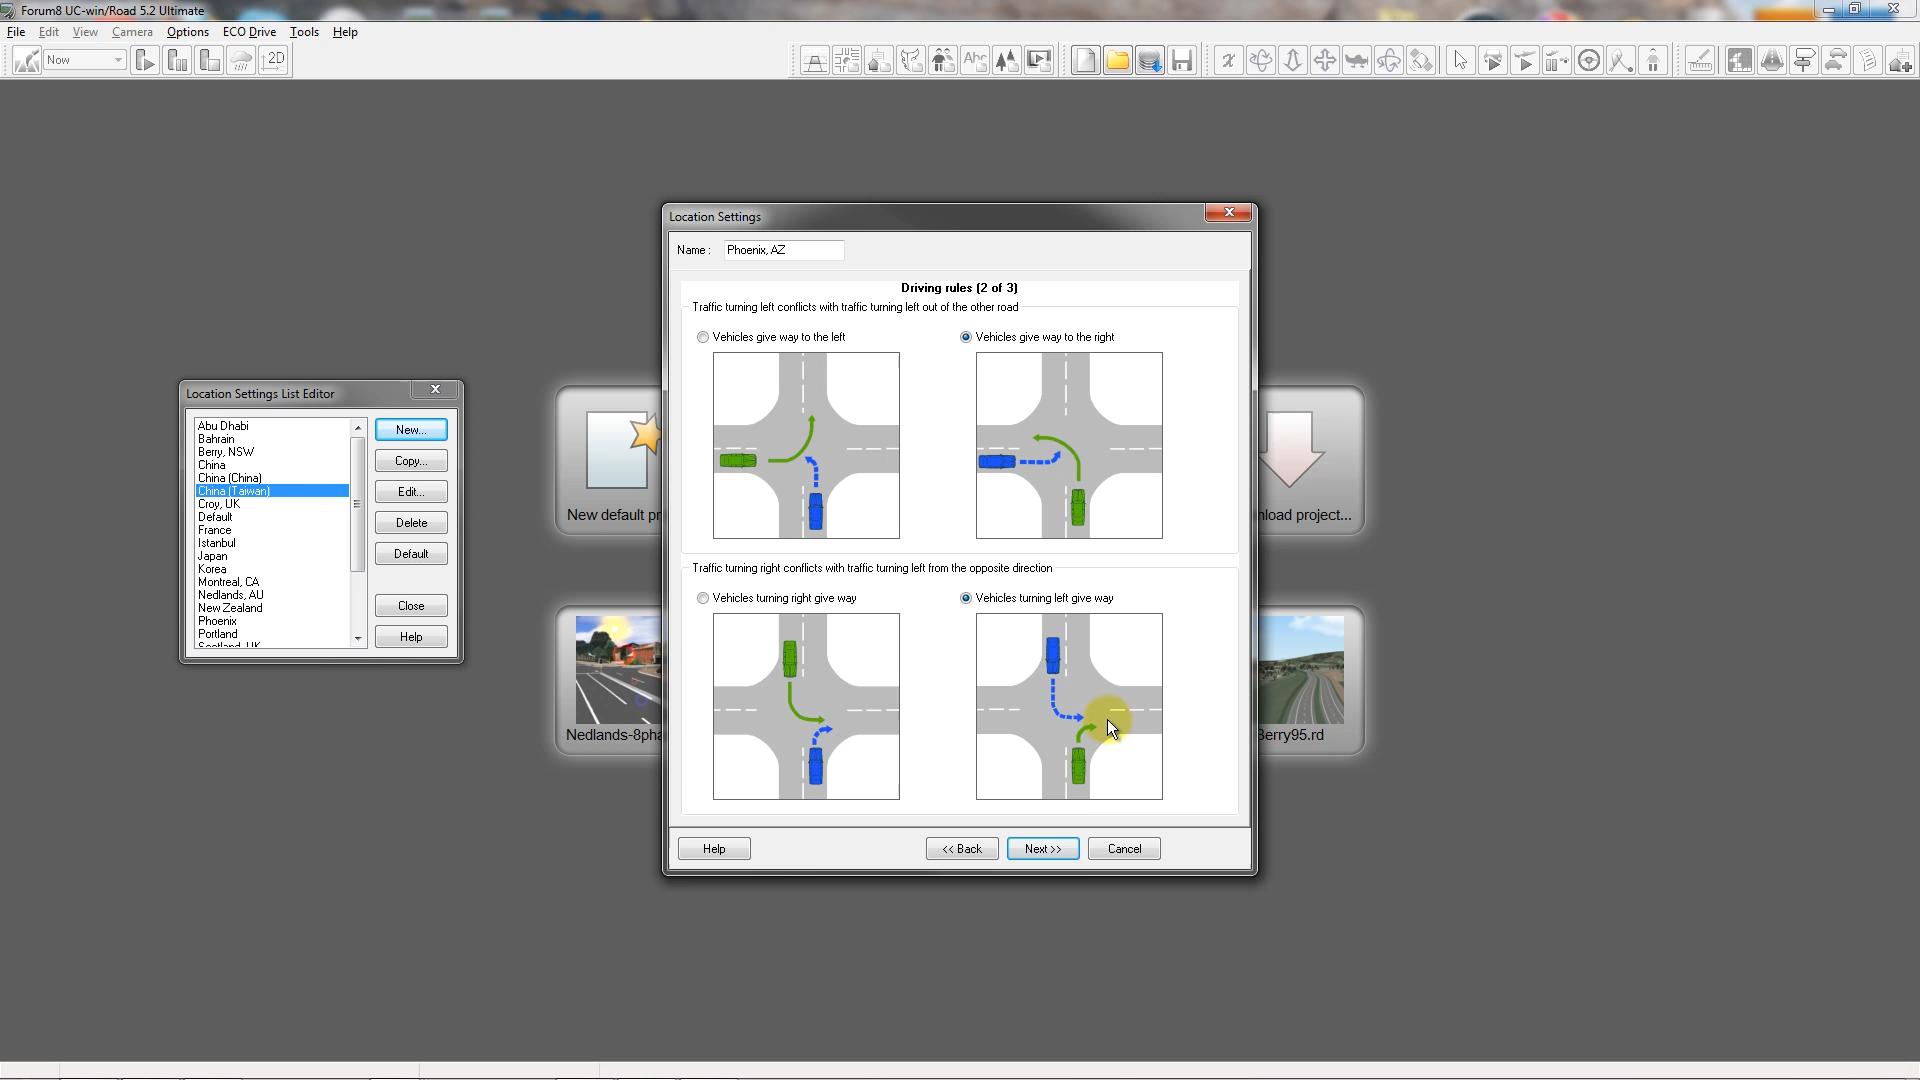 Forum8 UC-win/Road 5.2 Ultimate
File Edit View Camera Options ECO Drive Tools Help
Now
2D
Abc
x
Location Settings
Name : Phoenix, AZ
Driving rules (2 of 3)
Traffic turning left conflicts with traffic turning left out of the other road
Vehicles give way to the left
Vehicles give way to the right
Traffic turning right conflicts with traffic turning left from the opposite direction
Vehicles turning right give way
Vehicles turning left give way
Help
<< Back
Next >>
Cancel
Location Settings List Editor
Abu Dhabi
Bahrain
Berry, NSW
China
China (China)
China (Taiwan)
Croy, UK
Default
France
Istanbul
Japan
Korea
Montreal, CA
Nedlands, AU
New Zealand
Phoenix
Portland
Scotland, UK
New...
Copy...
Edit...
Delete
Default
Close
Help
New default pr
nload project...
Nedlands-8pha
Berry95.rd